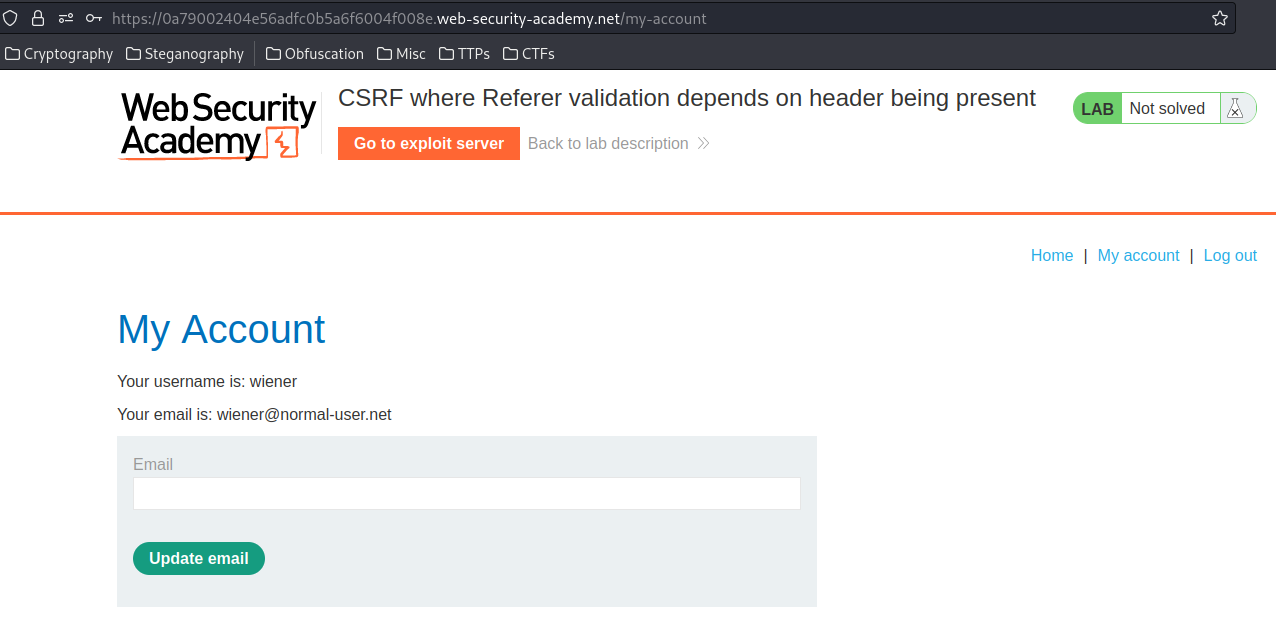 https://0a79002404e56adfc0b5a6f6004f008e.web-security-academy.net/my-account
Cryptography Steganography Obfuscation Misc TTPs CTFs
WebSecurity
Academy
CSRF where Referer validation depends on header being present
Go to exploit server Back to lab description
LAB Not solved
Home | My account | Log out
My Account
Your username is: wiener
Your email is: wiener@normal-user.net
Email
Update email